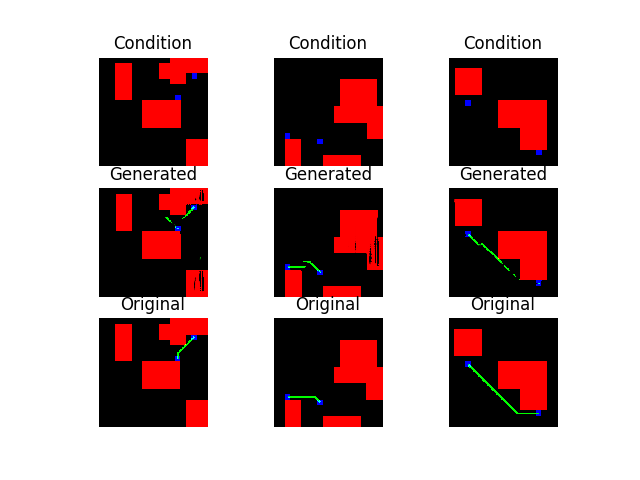 Condition Condition Condition
Generated Generated Generated
Original Original Original